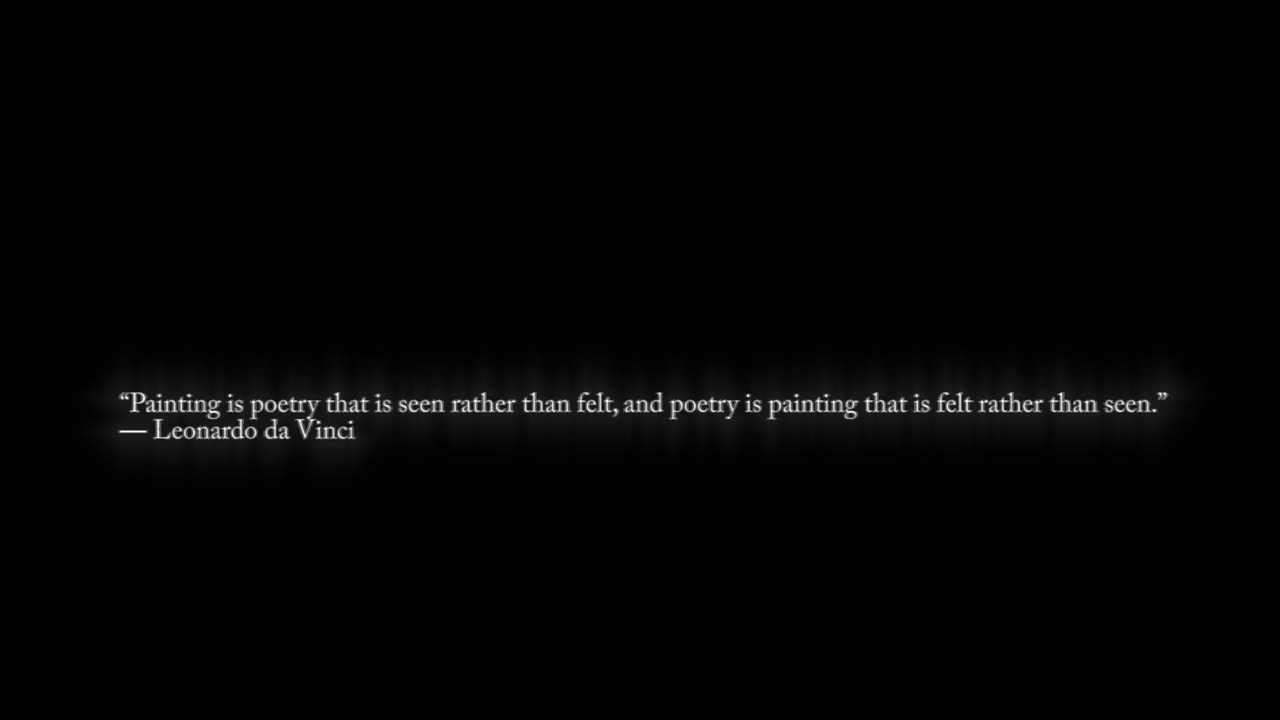 “Painting is poetry that is seen rather than felt, and poetry is painting that is felt rather than seen.”
— Leonardo da Vinci